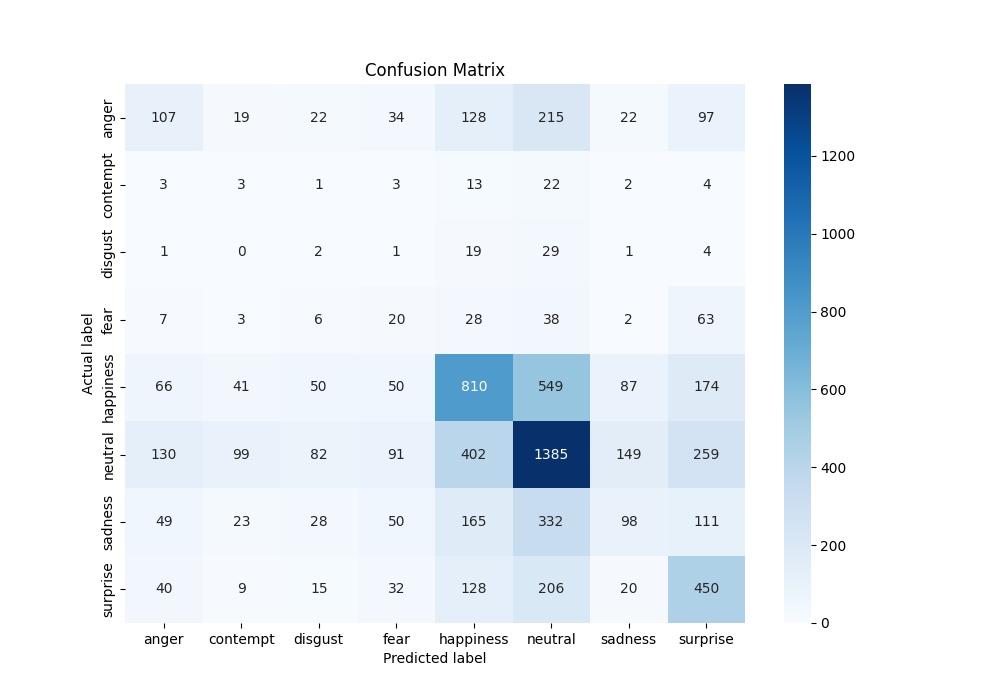 Confusion Matrix
anger 107 19 22 34 128 215 22 97
contempt 3 3 1 3 13 22 2 4
disgust 1 0 2 1 19 29 1 4
fear 7 3 6 20 28 38 2 63
happiness 66 41 50 50 810 549 87 174
neutral 130 99 82 91 402 1385 149 259
sadness 49 23 28 50 165 332 98 111
surprise 40 9 15 32 128 206 20 450
anger contempt disgust fear happiness neutral sadness surprise
Predicted label
Actual label
1200
1000
800
600
400
200
0